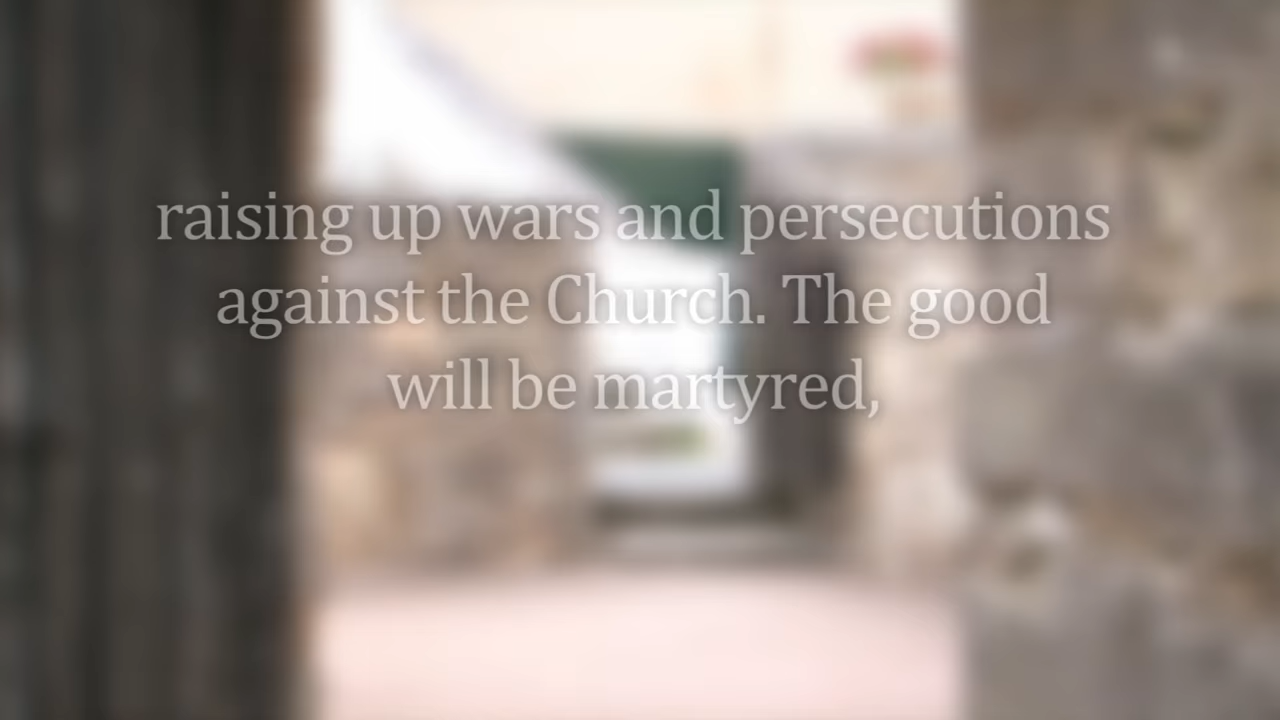 raising up wars and persecutions
against the Church. The good
will be martyred,